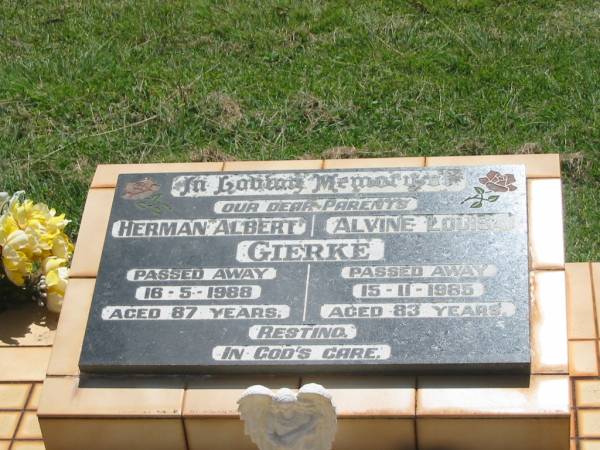 In Loving Memory of
OUR DEAR PARENTS
HERMAN ALBERT ALVINE LOUISA
GIERKE
PASSED AWAY PASSED AWAY
16-5-1988 15-11-1985
AGED 87 YEARS. AGED 83 YEARS.
RESTING.
IN GOD'S CARE.